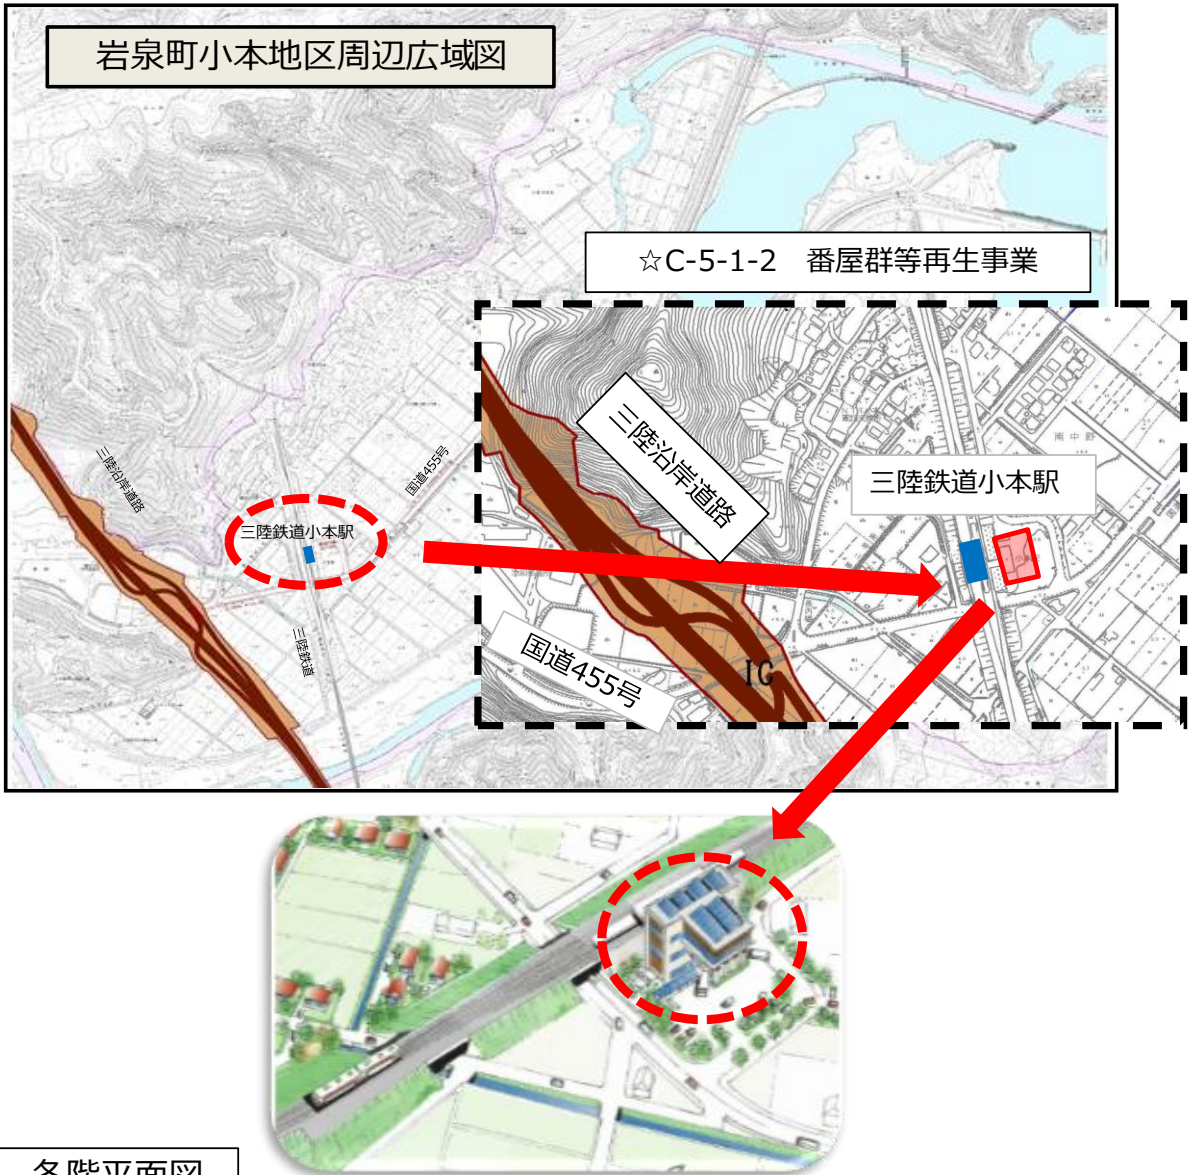 岩泉町小本地区周辺広域図
☆C-5-1-2　番屋群等再生事業
三陸沿岸道路
国道455号
三陸鉄道小本駅
三陸鉄道
三陸沿岸道路
三陸鉄道小本駅
南中野
国道455号
IC
各階平面図